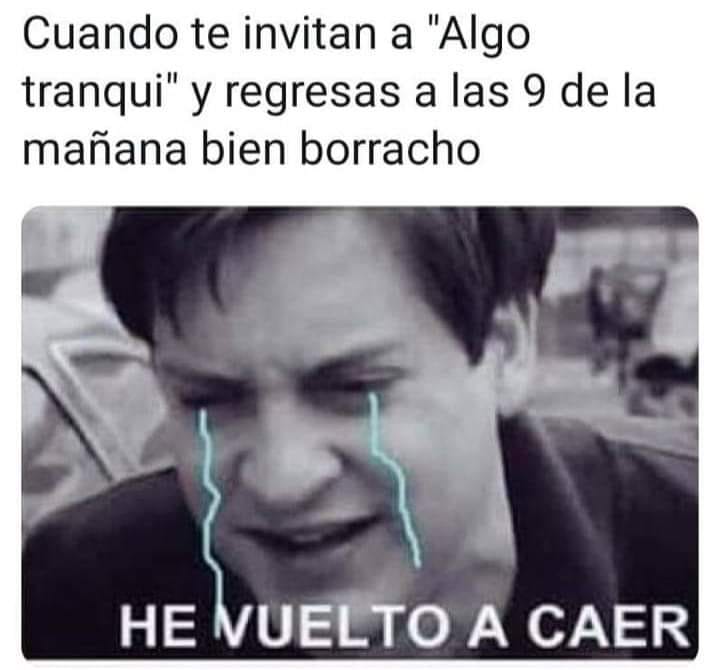 Cuando te invitan a "Algo
tranqui" y regresas a las 9 de la
mañana bien borracho
HE VUELTO A CAER